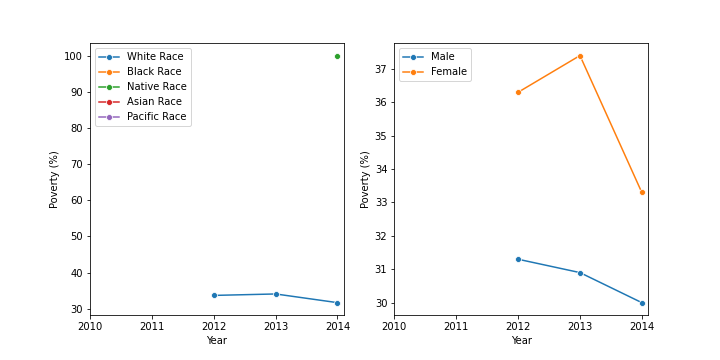 White Race
Black Race
Native Race
Asian Race
Pacific Race
100
90
80
70
60
50
40
30
Poverty (%)
2010 2011 2012 2013 2014
Year
Male
Female
37
36
35
34
33
32
31
30
Poverty (%)
2010 2011 2012 2013 2014
Year